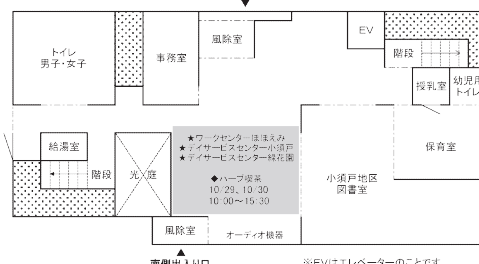 トイレ
男子・女子
事務室
風除室
EV
階段
授乳室
幼児用
トイレ
給湯室
階段
光庭
★ワークセンターほほえみ
★デイサービスセンター小須戸
★デイサービスセンター緑花園
◆ハーブ喫茶
10/29、10/30
10:00～15:30
小須戸地区
図書室
保育室
風除室
オーディオ機器
南側出入り口
※EVはエレベーターのことです